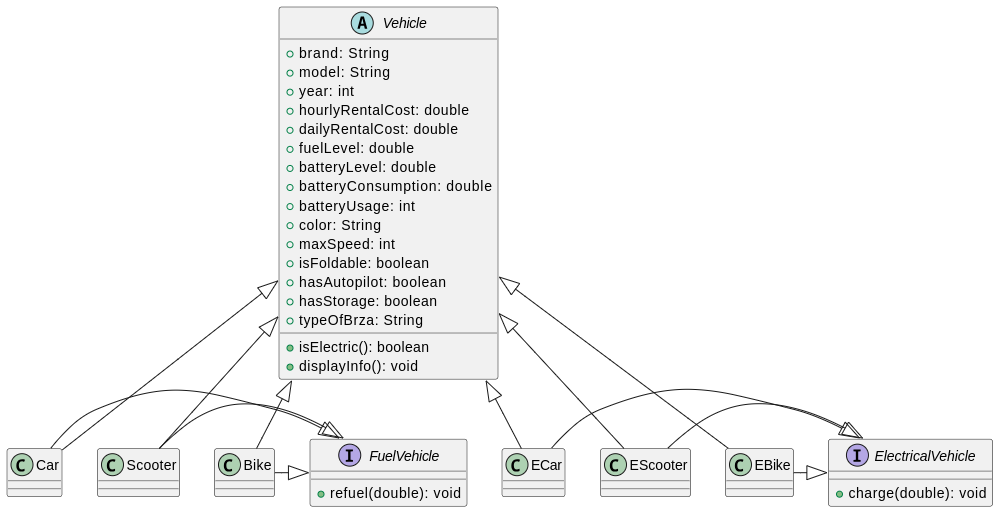 A Vehicle
brand: String
model: String
year: int
hourlyRentalCost: double
dailyRentalCost: double
fuelLevel: double
batteryLevel: double
batteryConsumption: double
batteryUsage: int
color: String
maxSpeed: int
isFoldable: boolean
hasAutopilot: boolean
hasStorage: boolean
typeOfBrza: String
isElectric(): boolean
displayInfo(): void
C Car
C Scooter
C Bike
I FuelVehicle
refuel(double): void
C ECar
C EScooter
C EBike
I ElectricalVehicle
charge(double): void